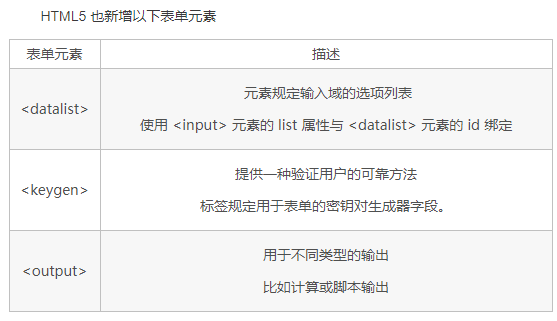 HTML5 也新增以下表单元素
表单元素 描述
<datalist>
元素规定输入域的选项列表
使用 <input> 元素的 list 属性与 <datalist> 元素的 id 绑定
<keygen>
提供一种验证用户的可靠方法
标签规定用于表单的密钥对生成器字段。
<output>
用于不同类型的输出
比如计算或脚本输出